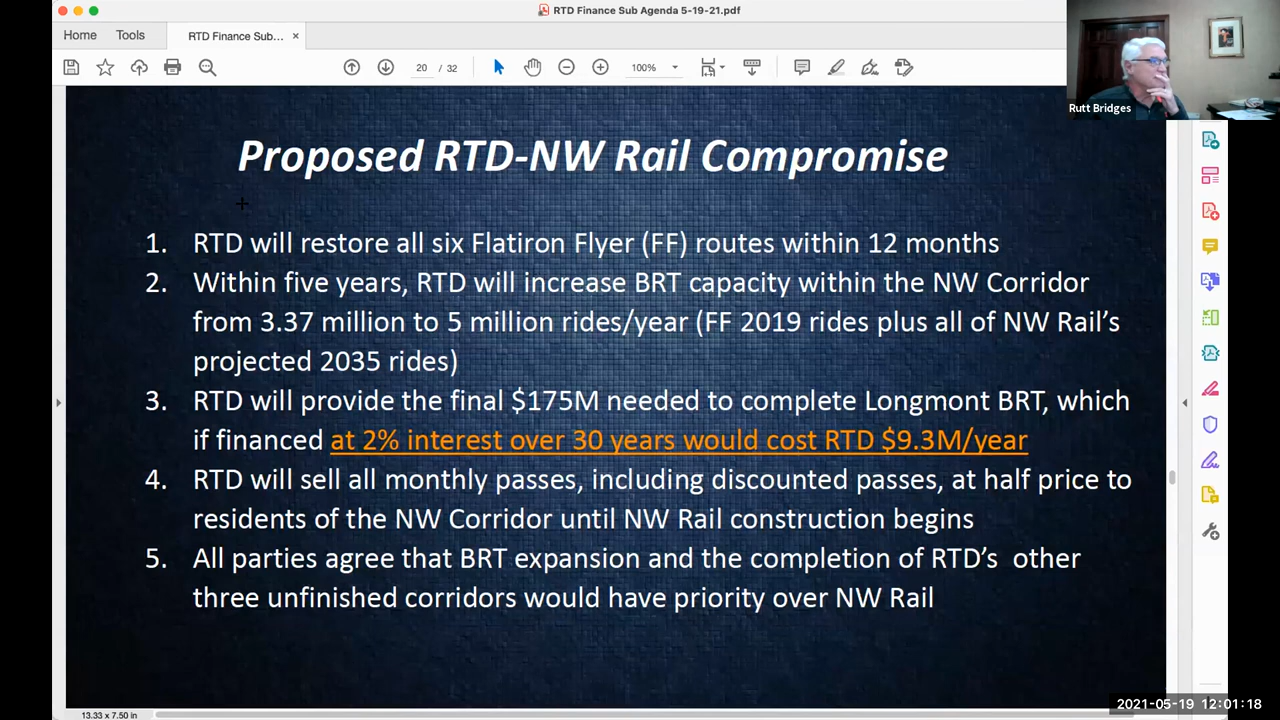 RTD Finance Sub Agenda 5-19-21.pdf
Home Tools RTD Finance Sub... ×
20 / 32 100%
Rutt Bridges
Proposed RTD-NW Rail Compromise
1. RTD will restore all six Flatiron Flyer (FF) routes within 12 months
2. Within five years, RTD will increase BRT capacity within the NW Corridor
from 3.37 million to 5 million rides/year (FF 2019 rides plus all of NW Rail's
projected 2035 rides)
3. RTD will provide the final $175M needed to complete Longmont BRT, which
if financed at 2% interest over 30 years would cost RTD $9.3M/year
4. RTD will sell all monthly passes, including discounted passes, at half price to
residents of the NW Corridor until NW Rail construction begins
5. All parties agree that BRT expansion and the completion of RTD's  other
three unfinished corridors would have priority over NW Rail
13.33 x 7.50 in
2021-05-19 12:01:18